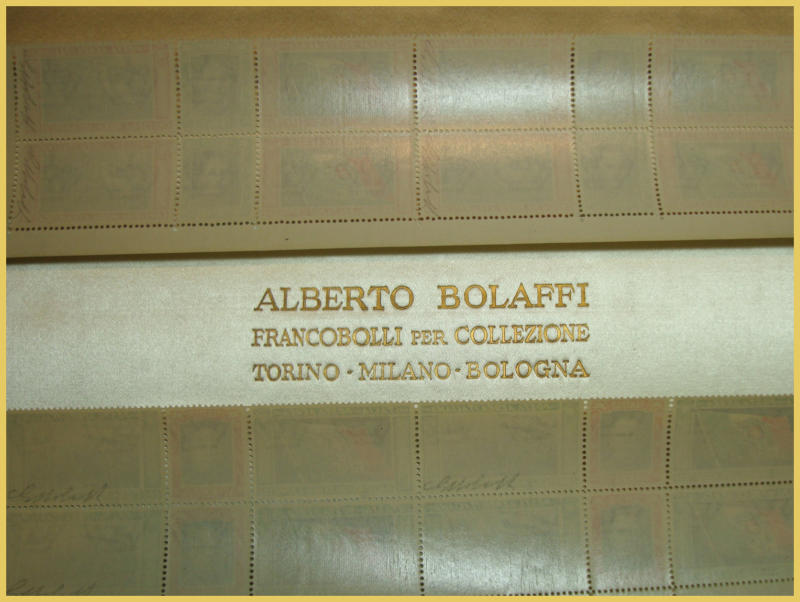 ALBERTO BOLAFFI
FRANCOBOLLI PER COLLEZIONE
TORINO - MILANO - BOLOGNA